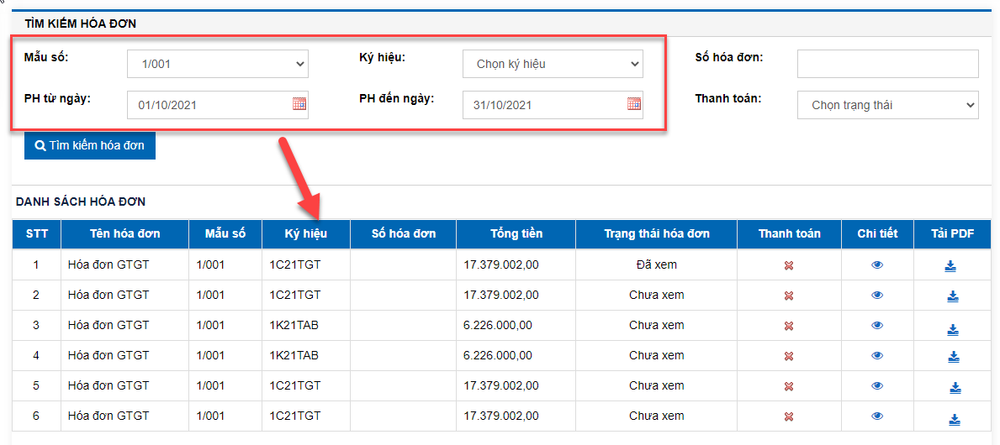 TÌM KIẾM HÓA ĐƠN
Mẫu số: 1/001 Ký hiệu: Chọn ký hiệu Số hóa đơn:
PH từ ngày: 01/10/2021 PH đến ngày: 31/10/2021 Thanh toán: Chọn trạng thái
Tìm kiếm hóa đơn
DANH SÁCH HÓA ĐƠN
STT Tên hóa đơn Mẫu số Ký hiệu Số hóa đơn Tổng tiền Trạng thái hóa đơn Thanh toán Chi tiết Tải PDF
1 Hóa đơn GTGT 1/001 1C21TGT 17.379.002,00 Đã xem
2 Hóa đơn GTGT 1/001 1C21TGT 17.379.002,00 Chưa xem
3 Hóa đơn GTGT 1/001 1K21TAB 6.226.000,00 Chưa xem
4 Hóa đơn GTGT 1/001 1K21TAB 6.226.000,00 Chưa xem
5 Hóa đơn GTGT 1/001 1C21TGT 17.379.002,00 Chưa xem
6 Hóa đơn GTGT 1/001 1C21TGT 17.379.002,00 Chưa xem